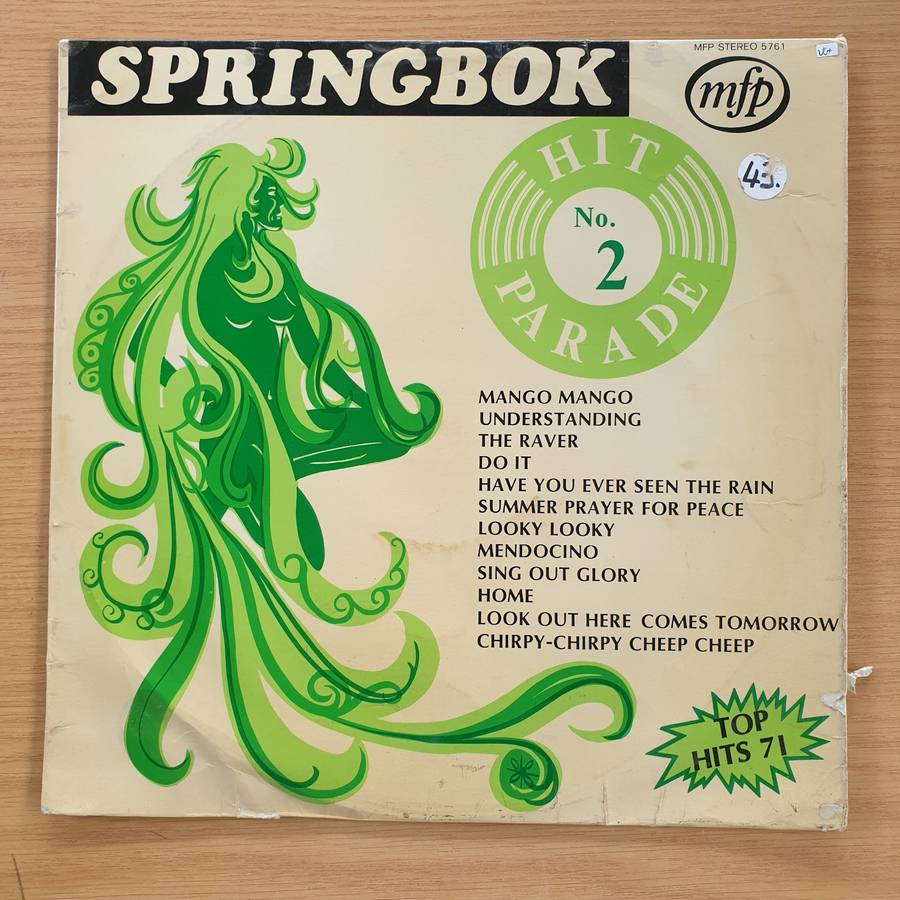 SPRINGBOK
MFP STEREO 5761
VG+
mfp
HIT
PARADE
No.
2
43.
MANGO MANGO
UNDERSTANDING
THE RAVER
DO IT
HAVE YOU EVER SEEN THE RAIN
SUMMER PRAYER FOR PEACE
LOOKY LOOKY
MENDOCINO
SING OUT GLORY
HOME
LOOK OUT HERE COMES TOMORROW
CHIRPY-CHIRPY CHEEP CHEEP
TOP
HITS 71